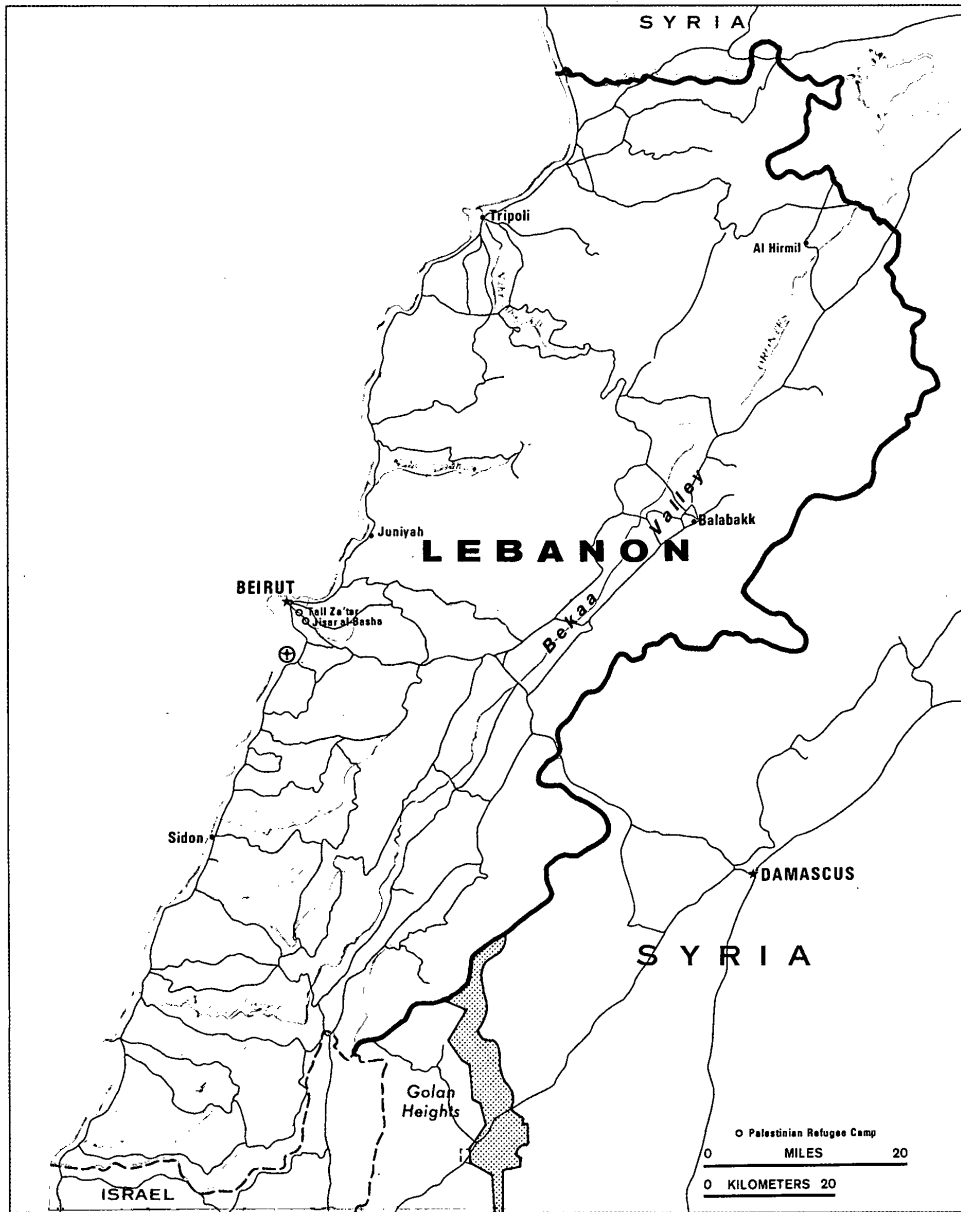 SYRIA
Tripoli
Al Hirmil
Valley
Balabakk
Juniyah
LEBANON
BEIRUT
Tall Za'tar
Jisar al-Basha
Bekaa
Sidon
DAMASCUS
SYRIA
Golan
Heights
Palestinian Refugee Camp
0 MILES 20
0 KILOMETERS 20
ISRAEL